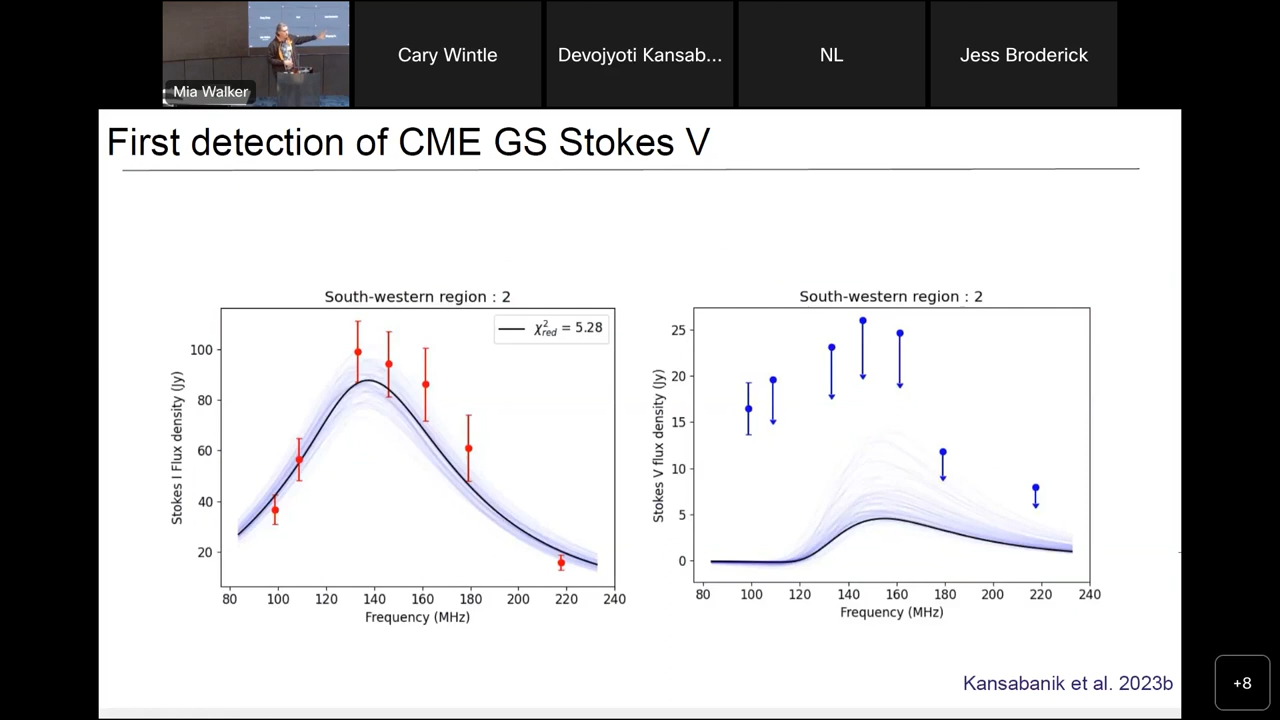 Mia Walker
Cary Wintle
Devojyoti Kansab...
NL
Jess Broderick
First detection of CME GS Stokes V
South-western region : 2
χ²red = 5.28
Stokes I Flux density (Jy)
100
80
60
40
20
80 100 120 140 160 180 200 220 240
Frequency (MHz)
South-western region : 2
Stokes V flux density (Jy)
25
20
15
10
5
0
80 100 120 140 160 180 200 220 240
Frequency (MHz)
Kansabanik et al. 2023b
+8